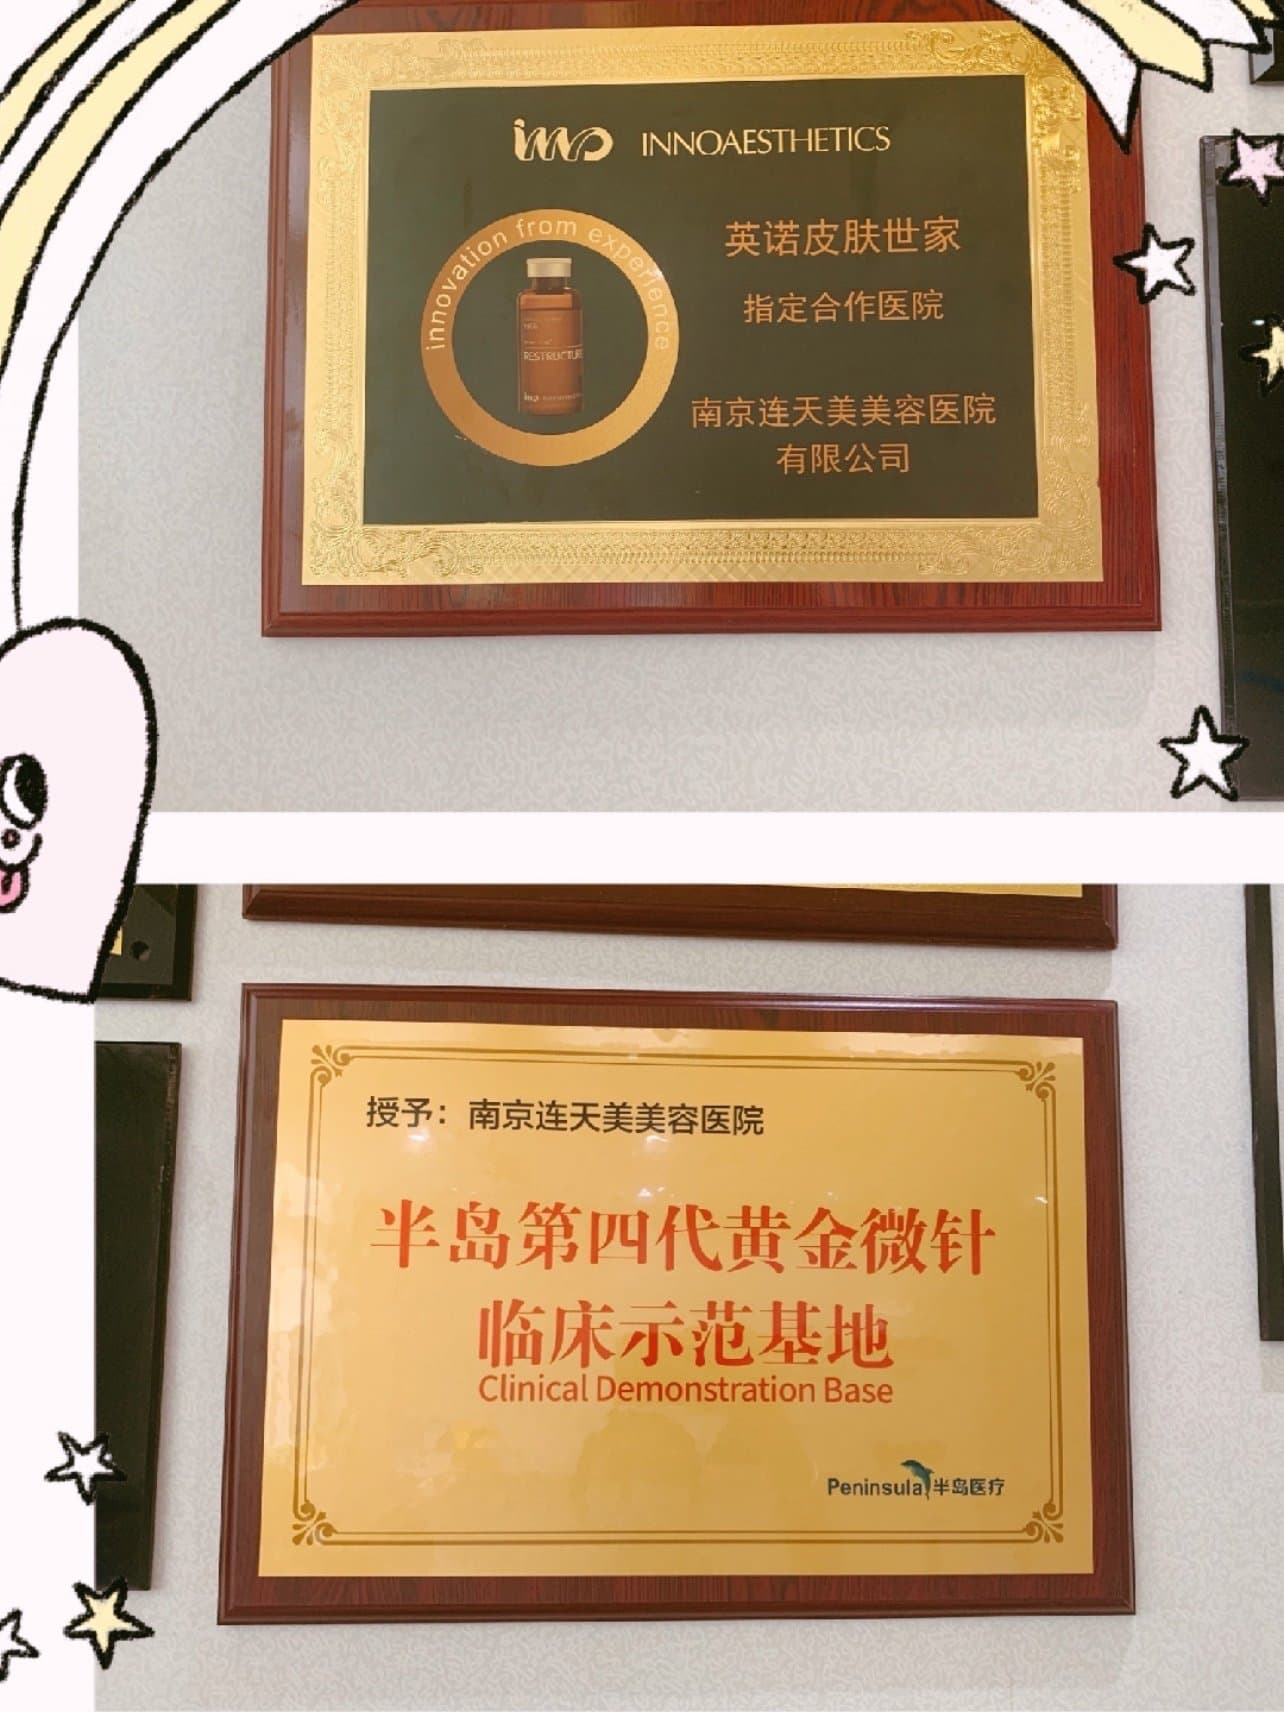 inno INNOAESTHETICS
innovation from experience
RESTRUCTURE
英诺皮肤世家
指定合作医院
南京连天美美容医院
有限公司
授予：南京连天美美容医院
半岛第四代黄金微针
临床示范基地
Clinical Demonstration Base
Peninsula 半岛医疗